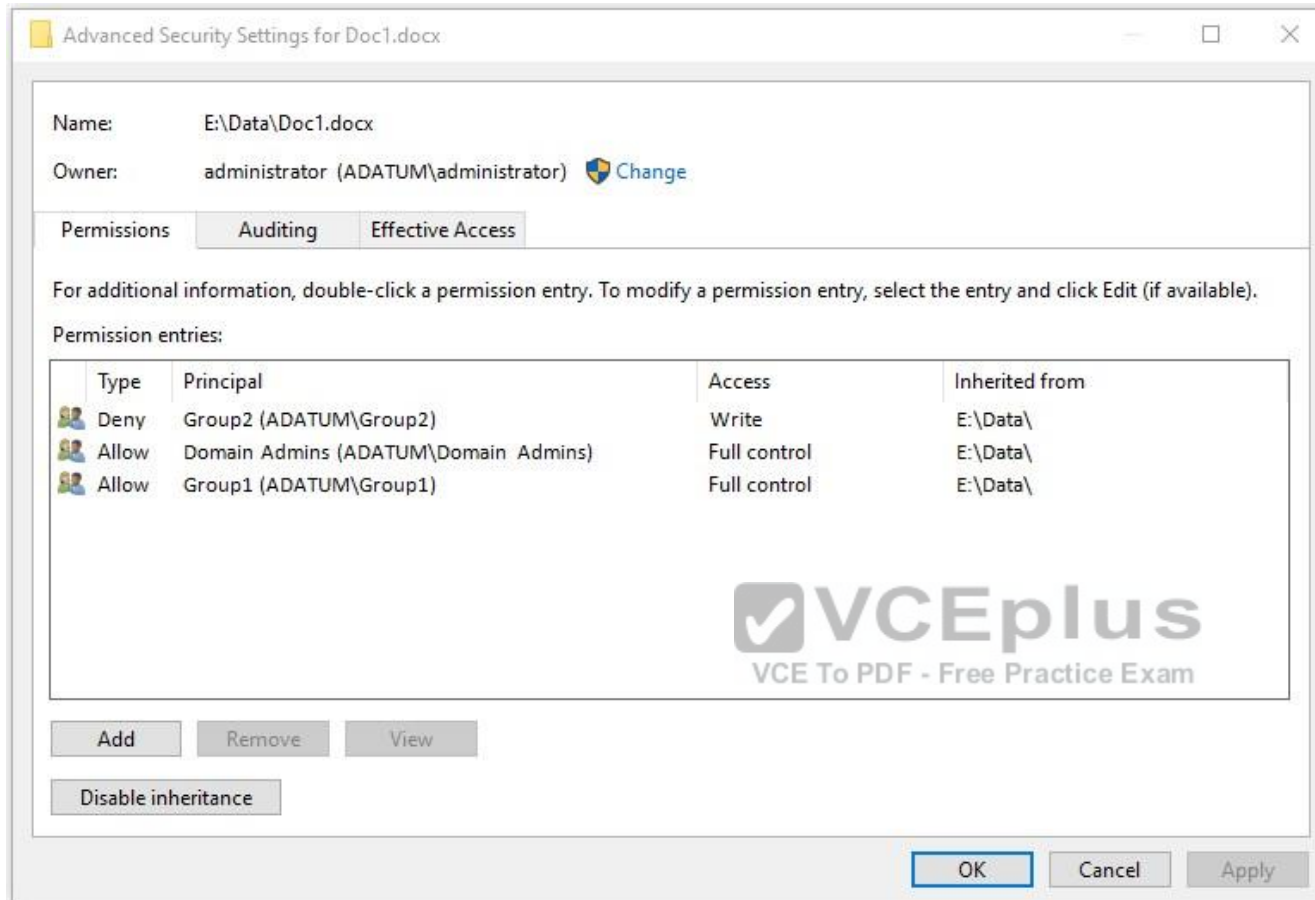 Advanced Security Settings for Doc1.docx
Name: E:\Data\Doc1.docx
Owner: administrator (ADATUM\administrator) Change
Permissions Auditing Effective Access
For additional information, double-click a permission entry. To modify a permission entry, select the entry and click Edit (if available).
Permission entries:
Type Principal Access Inherited from
Deny Group2 (ADATUM\Group2) Write E:\Data\
Allow Domain Admins (ADATUM\Domain Admins) Full control E:\Data\
Allow Group1 (ADATUM\Group1) Full control E:\Data\
VCEplus
VCE To PDF - Free Practice Exam
Add Remove View
Disable inheritance
OK Cancel Apply